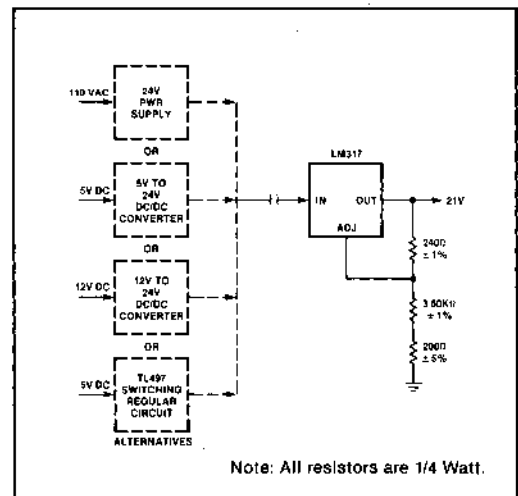 110 VAC
24V
PWR
SUPPLY
OR
5V DC
5V TO
24V
DC/DC
CONVERTER
OR
12V DC
12V TO
24V
DC/DC
CONVERTER
OR
5V DC
TL497
SWITCHING
REGULAR
CIRCUIT
ALTERNATIVES
LM317
IN
OUT
ADJ
21V
240Ω
± 1%
3.60KΩ
± 1%
200Ω
± 5%
Note: All resistors are 1/4 Watt.